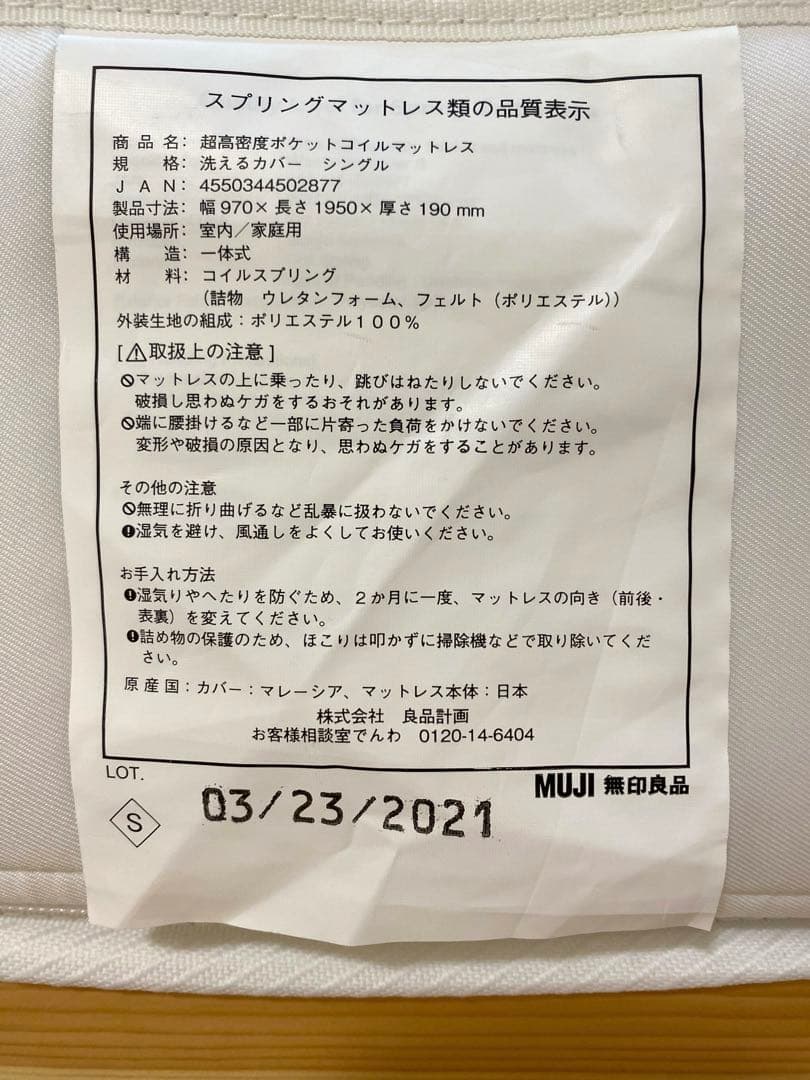 スプリングマットレス類の品質表示
商品名：超高密度ポケットコイルマットレス
規格：洗えるカバー　シングル
ＪＡＮ：4550344502877
製品寸法：幅970×長さ1950×厚さ190 mm
使用場所：室内／家庭用
構造：一体式
材料：コイルスプリング
（詰物　ウレタンフォーム、フェルト（ポリエステル））
外装生地の組成：ポリエステル１００％
[⚠取扱上の注意]
🚫マットレスの上に乗ったり、跳びはねたりしないでください。
破損し思わぬケガをするおそれがあります。
🚫端に腰掛けるなど一部に片寄った負荷をかけないでください。
変形や破損の原因となり、思わぬケガをすることがあります。
その他の注意
🚫無理に折り曲げるなど乱暴に扱わないでください。
❗湿気を避け、風通しをよくしてお使いください。
お手入れ方法
❗湿気りやへたりを防ぐため、２か月に一度、マットレスの向き（前後・
表裏）を変えてください。
❗詰め物の保護のため、ほこりは叩かずに掃除機などで取り除いてくだ
さい。
原産国：カバー：マレーシア、マットレス本体：日本
株式会社　良品計画
お客様相談室でんわ　0120-14-6404
LOT.
MUJI 無印良品
S
03/23/2021